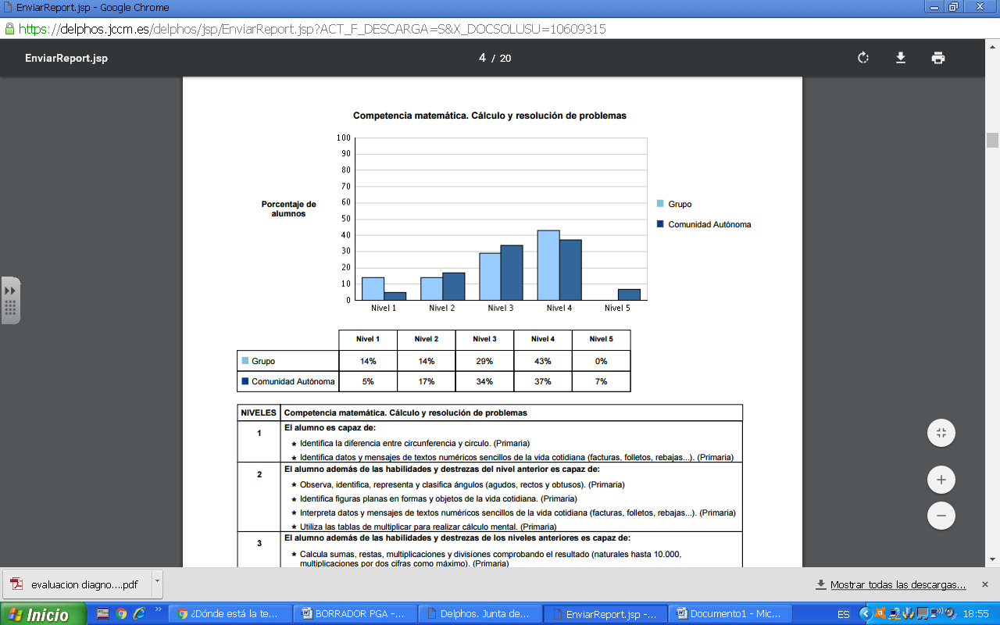 EnviarReport.jsp - Google Chrome
https://delphos.jccm.es/delphos/jsp/EnviarReport.jsp?ACT_F_DESCARGA=S&X_DOCSOLUSU=10609315
EnviarReport.jsp 4 / 20
Competencia matemática. Cálculo y resolución de problemas
100
90
80
70
60
50
40
30
20
10
0
Porcentaje de
alumnos
Grupo
Comunidad Autónoma
Nivel 1 Nivel 2 Nivel 3 Nivel 4 Nivel 5
Nivel 1 Nivel 2 Nivel 3 Nivel 4 Nivel 5
Grupo 14% 14% 29% 43% 0%
Comunidad Autónoma 5% 17% 34% 37% 7%
NIVELES Competencia matemática. Cálculo y resolución de problemas
1 El alumno es capaz de:
* Identifica la diferencia entre circunferencia y circulo. (Primaria)
* Identifica datos y mensajes de textos numéricos sencillos de la vida cotidiana (facturas, folletos, rebajas...). (Primaria)
2 El alumno además de las habilidades y destrezas del nivel anterior es capaz de:
* Observa, identifica, representa y clasifica ángulos (agudos, rectos y obtusos). (Primaria)
* Identifica figuras planas en formas y objetos de la vida cotidiana. (Primaria)
* Interpreta datos y mensajes de textos numéricos sencillos de la vida cotidiana (facturas, folletos, rebajas...). (Primaria)
* Utiliza las tablas de multiplicar para realizar cálculo mental. (Primaria)
3 El alumno además de las habilidades y destrezas de los niveles anteriores es capaz de:
* Calcula sumas, restas, multiplicaciones y divisiones comprobando el resultado (naturales hasta 10.000,
multiplicaciones por dos cifras como máximo). (Primaria)
evaluacion diagno....pdf Mostrar todas las descargas...
Inicio ¿Dónde está la te... BORRADOR PGA -... Delphos. Junta de... EnviarReport.jsp -... Documento1 - Mic... ES 18:55